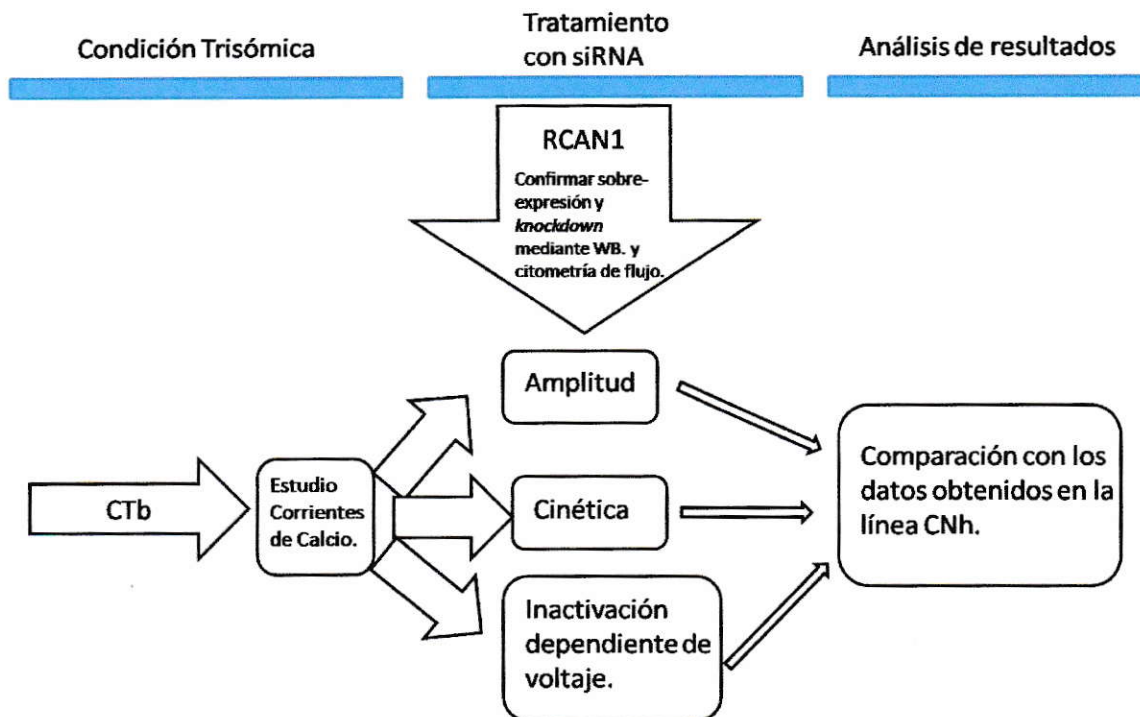 Condición Trisómica
Tratamiento
con siRNA
Análisis de resultados
RCAN1
Confirmar sobre-
expresión y
knockdown
mediante WB. y
citometría de flujo.
Amplitud
CTb
Estudio
Corrientes
de Calcio.
Cinética
Inactivación
dependiente de
voltaje.
Comparación con los
datos obtenidos en la
línea CNh.